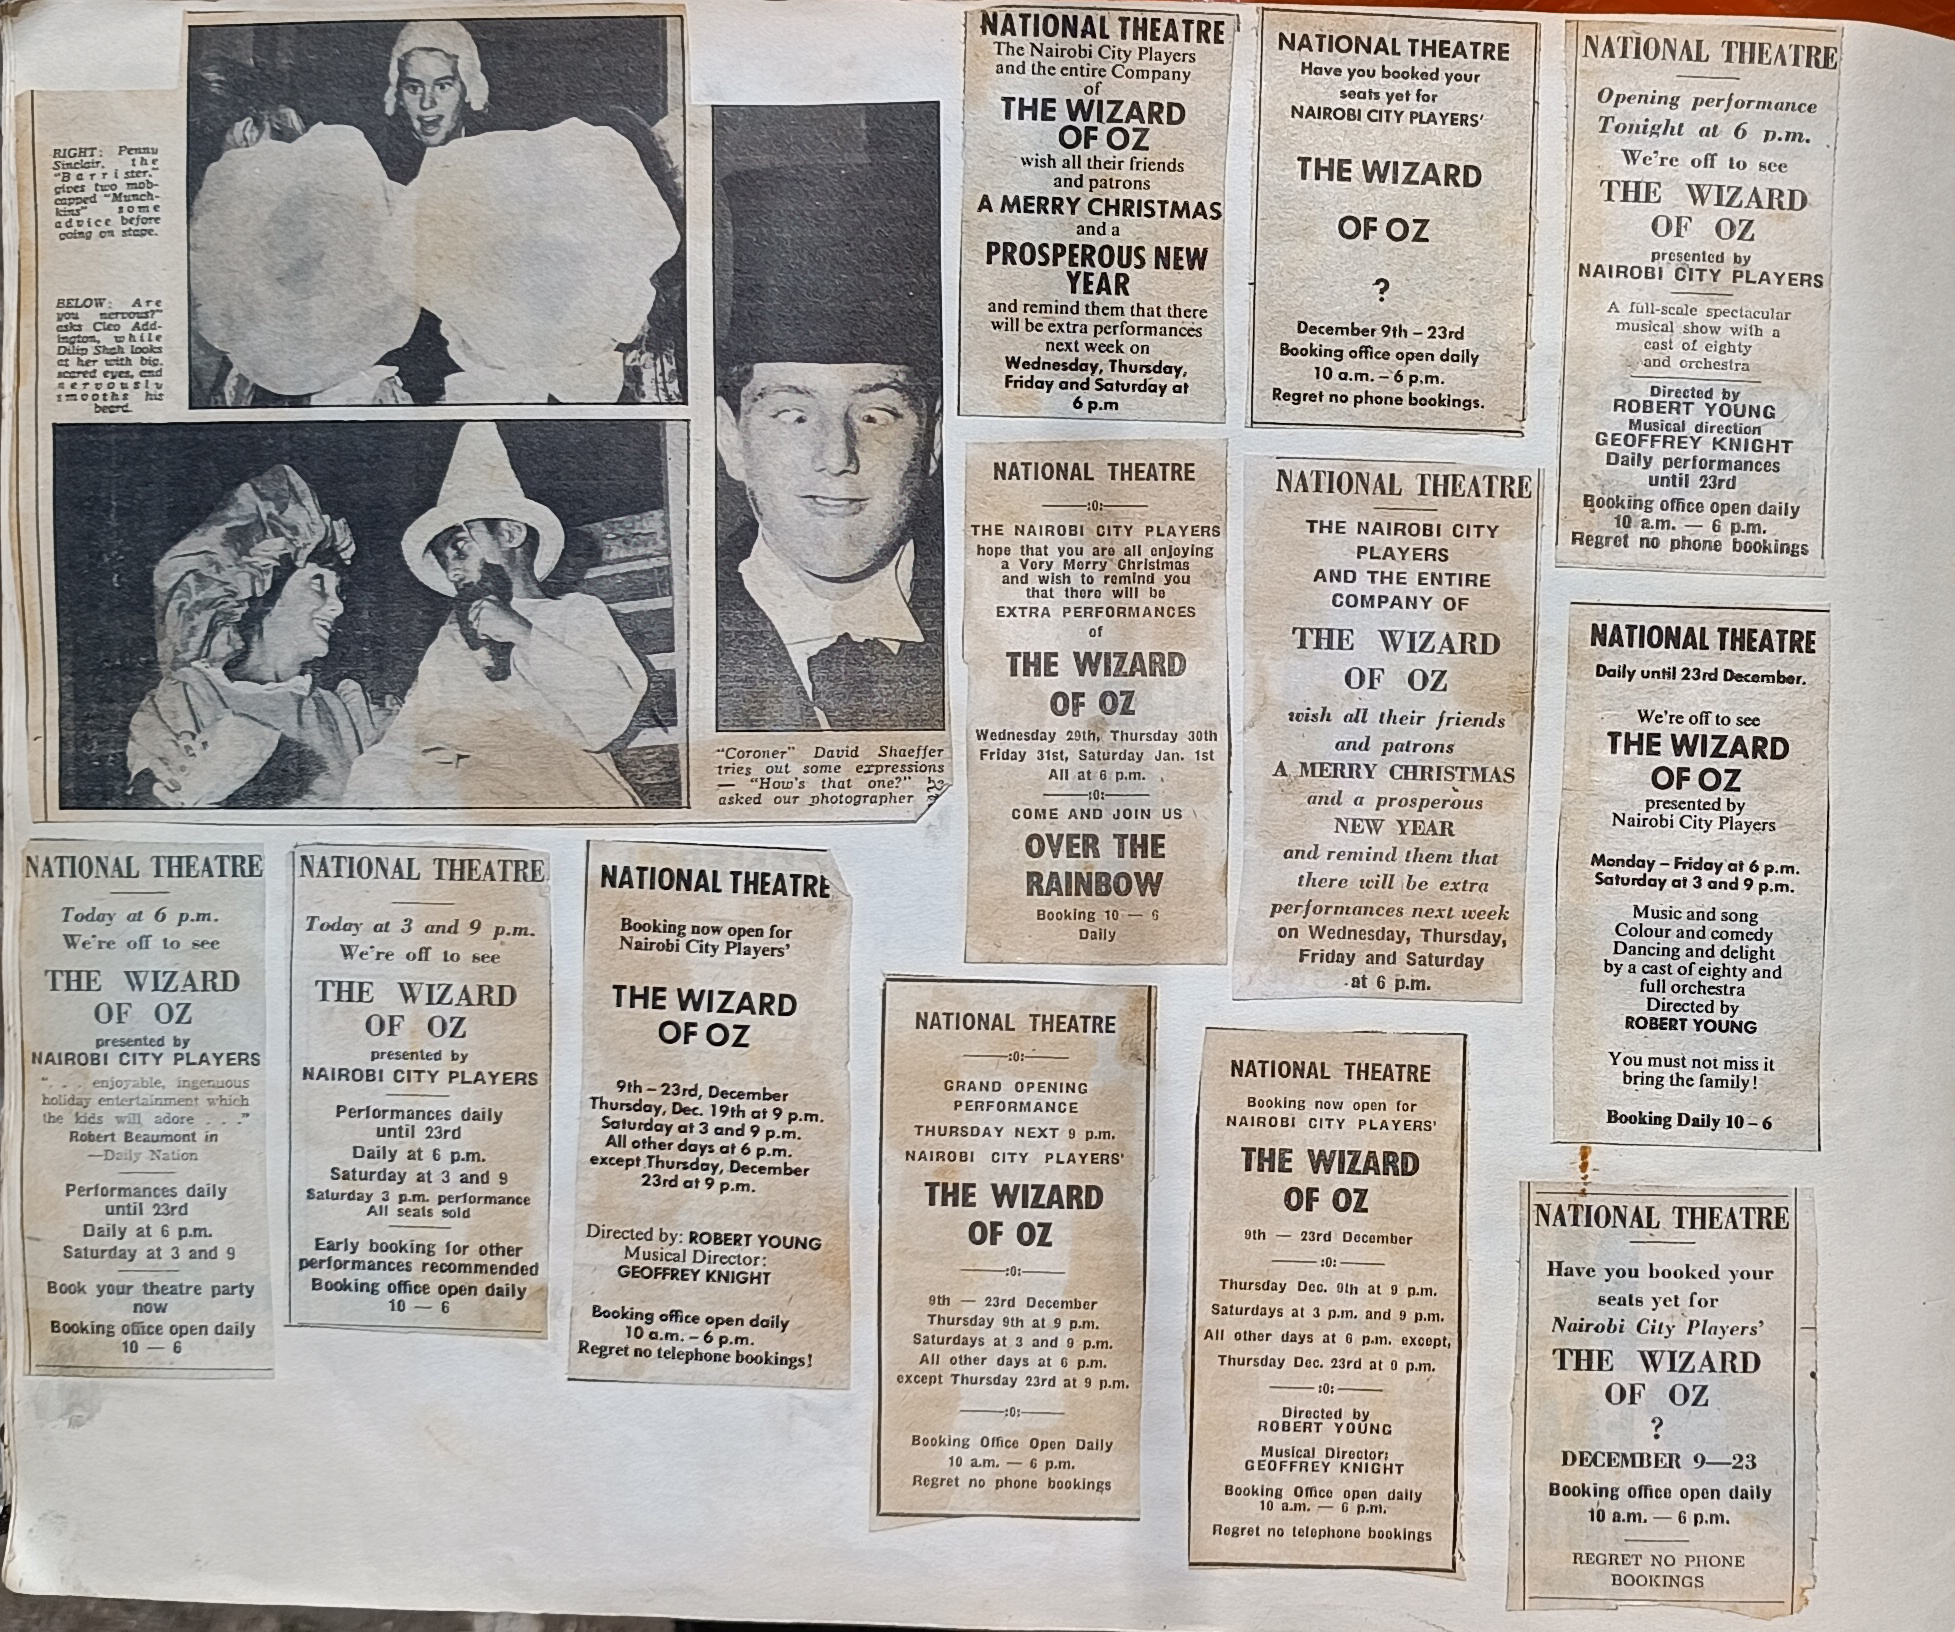 RIGHT: Penny
Sinclair, the
"Barrister,"
gives two mob-
capped "Munch-
kins" some
advice before
going on stage.
BELOW: Are
you nervous?"
asks Cleo Add-
ington, while
Dilip Shah looks
at her with big,
scared eyes, and
nervously
smooths his
beard.
"Coroner" David Shaeffer
tries out some expressions
— "How's that one?"
asked our photographer
NATIONAL THEATRE
The Nairobi City Players
and the entire Company
of
THE WIZARD
OF OZ
wish all their friends
and patrons
A MERRY CHRISTMAS
and a
PROSPEROUS NEW
YEAR
and remind them that there
will be extra performances
next week on
Wednesday, Thursday,
Friday and Saturday at
6 p.m
NATIONAL THEATRE
Have you booked your
seats yet for
NAIROBI CITY PLAYERS'
THE WIZARD
OF OZ
?
December 9th – 23rd
Booking office open daily
10 a.m. – 6 p.m.
Regret no phone bookings.
NATIONAL THEATRE
Opening performance
Tonight at 6 p.m.
We're off to see
THE WIZARD
OF OZ
presented by
NAIROBI CITY PLAYERS
A full-scale spectacular
musical show with a
cast of eighty
and orchestra
Directed by
ROBERT YOUNG
Musical direction
GEOFFREY KNIGHT
Daily performances
until 23rd
Booking office open daily
10 a.m. — 6 p.m.
Regret no phone bookings
NATIONAL THEATRE
:0:
THE NAIROBI CITY PLAYERS
hope that you are all enjoying
a Very Merry Christmas
and wish to remind you
that there will be
EXTRA PERFORMANCES
of
THE WIZARD
OF OZ
Wednesday 29th, Thursday 30th
Friday 31st, Saturday Jan. 1st
All at 6 p.m.
:0:
COME AND JOIN US
OVER THE
RAINBOW
Booking 10 — 6
Daily
NATIONAL THEATRE
THE NAIROBI CITY
PLAYERS
AND THE ENTIRE
COMPANY OF
THE WIZARD
OF OZ
wish all their friends
and patrons
A MERRY CHRISTMAS
and a prosperous
NEW YEAR
and remind them that
there will be extra
performances next week
on Wednesday, Thursday,
Friday and Saturday
at 6 p.m.
NATIONAL THEATRE
Daily until 23rd December.
We're off to see
THE WIZARD
OF OZ
presented by
Nairobi City Players
Monday – Friday at 6 p.m.
Saturday at 3 and 9 p.m.
Music and song
Colour and comedy
Dancing and delight
by a cast of eighty and
full orchestra
Directed by
ROBERT YOUNG
You must not miss it
bring the family!
Booking Daily 10 – 6
NATIONAL THEATRE
Today at 6 p.m.
We're off to see
THE WIZARD
OF OZ
presented by
NAIROBI CITY PLAYERS
". . . enjoyable, ingenuous
holiday entertainment which
the kids will adore . . ."
Robert Beaumont in
—Daily Nation
Performances daily
until 23rd
Daily at 6 p.m.
Saturday at 3 and 9
Book your theatre party
now
Booking office open daily
10 — 6
NATIONAL THEATRE
Today at 3 and 9 p.m.
We're off to see
THE WIZARD
OF OZ
presented by
NAIROBI CITY PLAYERS
Performances daily
until 23rd
Daily at 6 p.m.
Saturday at 3 and 9
Saturday 3 p.m. performance
All seats sold
Early booking for other
performances recommended
Booking office open daily
10 — 6
NATIONAL THEATRE
Booking now open for
Nairobi City Players'
THE WIZARD
OF OZ
9th – 23rd, December
Thursday, Dec. 19th at 9 p.m.
Saturday at 3 and 9 p.m.
All other days at 6 p.m.
except Thursday, December
23rd at 9 p.m.
Directed by: ROBERT YOUNG
Musical Director:
GEOFFREY KNIGHT
Booking office open daily
10 a.m. – 6 p.m.
Regret no telephone bookings!
NATIONAL THEATRE
:0:
GRAND OPENING
PERFORMANCE
THURSDAY NEXT 9 p.m.
NAIROBI CITY PLAYERS'
THE WIZARD
OF OZ
:0:
9th — 23rd December
Thursday 9th at 9 p.m.
Saturdays at 3 and 9 p.m.
All other days at 6 p.m.
except Thursday 23rd at 9 p.m.
:0:
Booking Office Open Daily
10 a.m. — 6 p.m.
Regret no phone bookings
NATIONAL THEATRE
Booking now open for
NAIROBI CITY PLAYERS'
THE WIZARD
OF OZ
9th — 23rd December
:0:
Thursday Dec. 9th at 9 p.m.
Saturdays at 3 p.m. and 9 p.m.
All other days at 6 p.m. except,
Thursday Dec. 23rd at 9 p.m.
:0:
Directed by
ROBERT YOUNG
Musical Director;
GEOFFREY KNIGHT
Booking Office open daily
10 a.m. — 6 p.m.
Regret no telephone bookings
NATIONAL THEATRE
Have you booked your
seats yet for
Nairobi City Players'
THE WIZARD
OF OZ
?
DECEMBER 9—23
Booking office open daily
10 a.m. — 6 p.m.
REGRET NO PHONE
BOOKINGS